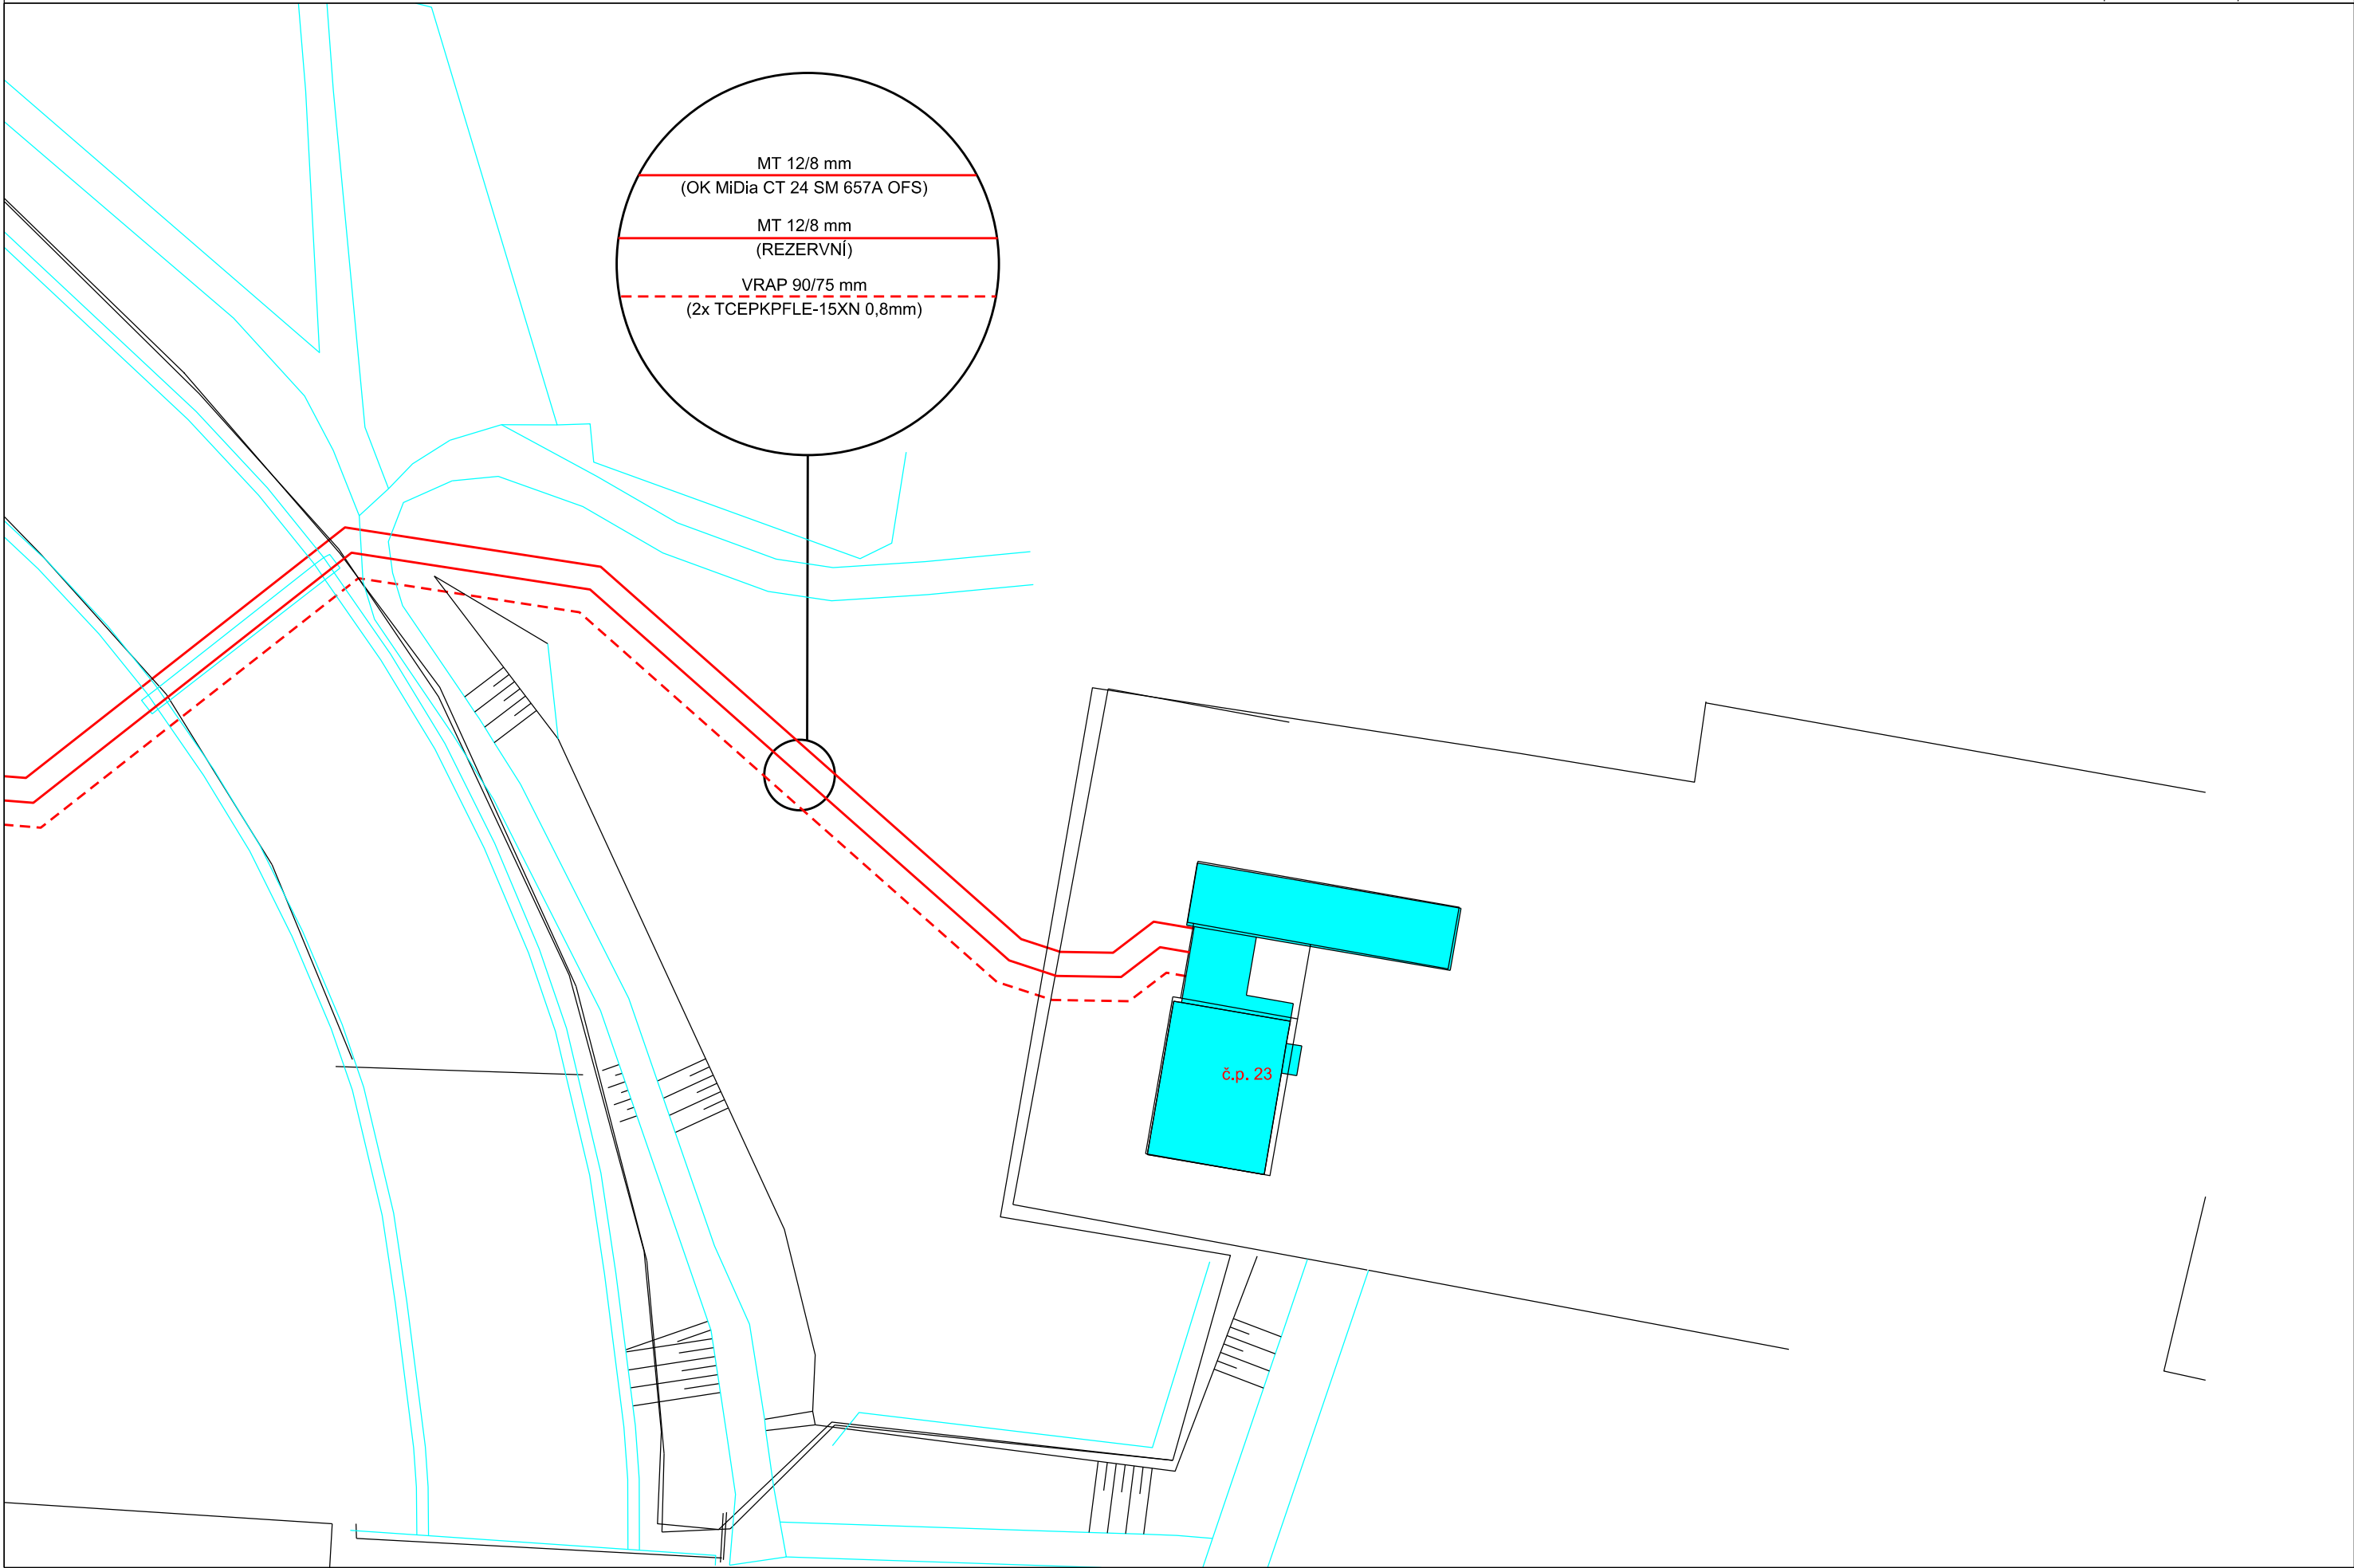 MT 12/8 mm
(OK MiDia CT 24 SM 657A OFS)
MT 12/8 mm
(REZERVNÍ)
VRAP 90/75 mm
(2x TCEPKPFLE-15XN 0,8mm)
č.p. 23